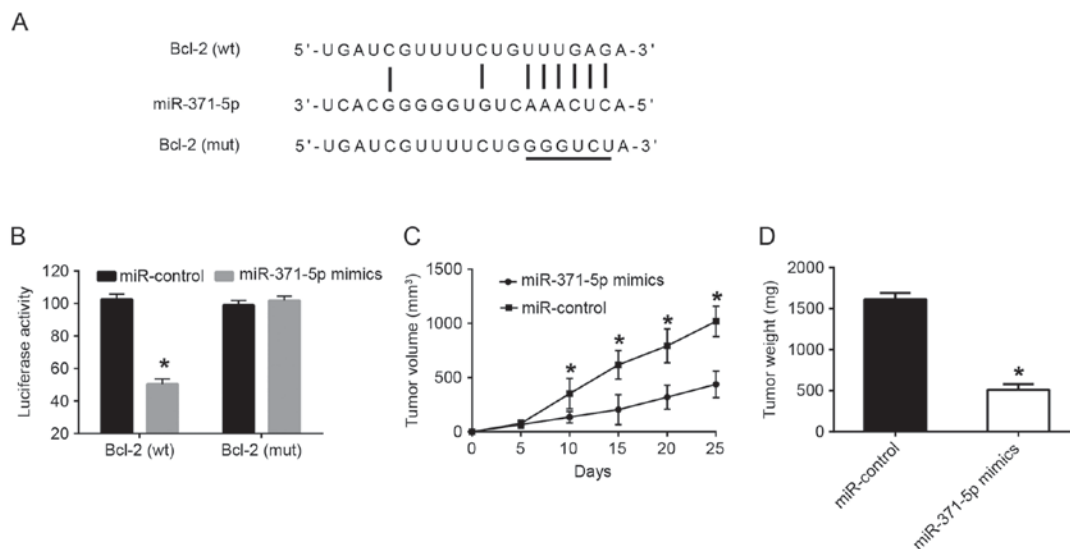 A
Bcl-2 (wt) 5'-UGAUCGUUUUCUGUUUGAGA-3'
miR-371-5p 3'-UCACGGGGGUGUCAAACUCA-5'
Bcl-2 (mut) 5'-UGAUCGUUUUCUGGGGUCUA-3'
B
miR-control miR-371-5p mimics
Luciferase activity
120
100
80
60
40
20
*
Bcl-2 (wt) Bcl-2 (mut)
C
Tumor volume (mm³)
1500
1000
500
0
miR-371-5p mimics
miR-control
* * * *
0 5 10 15 20 25
Days
D
Tumor weight (mg)
2000
1500
1000
500
0
*
miR-control
miR-371-5p mimics